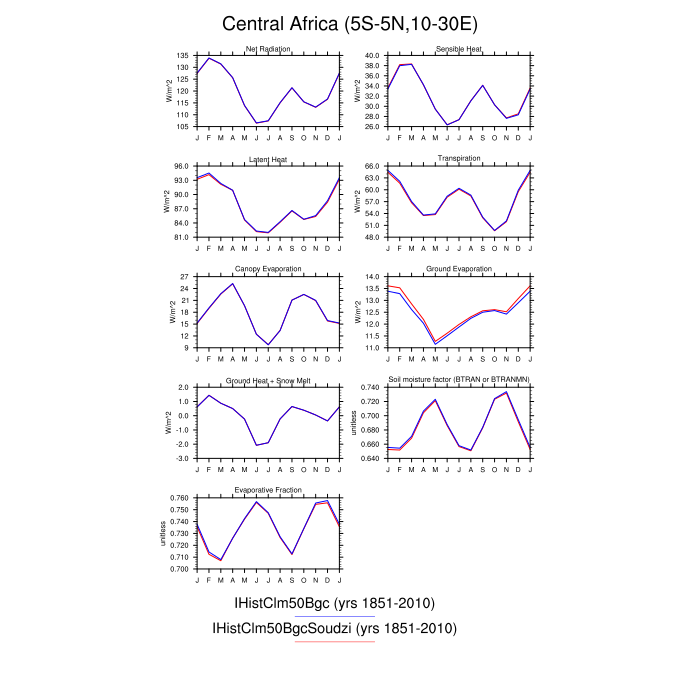 Central Africa (5S-5N,10-30E)
Net Radiation
135
130
125
120
115
110
105
W/m^2
J F M A M J J A S O N D J
Sensible Heat
40.0
38.0
36.0
34.0
32.0
30.0
28.0
26.0
W/m^2
J F M A M J J A S O N D J
Latent Heat
96.0
93.0
90.0
87.0
84.0
81.0
W/m^2
J F M A M J J A S O N D J
Transpiration
66.0
63.0
60.0
57.0
54.0
51.0
48.0
W/m^2
J F M A M J J A S O N D J
Canopy Evaporation
27
24
21
18
15
12
9
W/m^2
J F M A M J J A S O N D J
Ground Evaporation
14.0
13.5
13.0
12.5
12.0
11.5
11.0
W/m^2
J F M A M J J A S O N D J
Ground Heat + Snow Melt
2.0
1.0
0.0
-1.0
-2.0
-3.0
W/m^2
J F M A M J J A S O N D J
Soil moisture factor (BTRAN or BTRANMN)
0.740
0.720
0.700
0.680
0.660
0.640
unitless
J F M A M J J A S O N D J
Evaporative Fraction
0.760
0.750
0.740
0.730
0.720
0.710
0.700
unitless
J F M A M J J A S O N D J
IHistClm50Bgc (yrs 1851-2010)
IHistClm50BgcSoudzi (yrs 1851-2010)